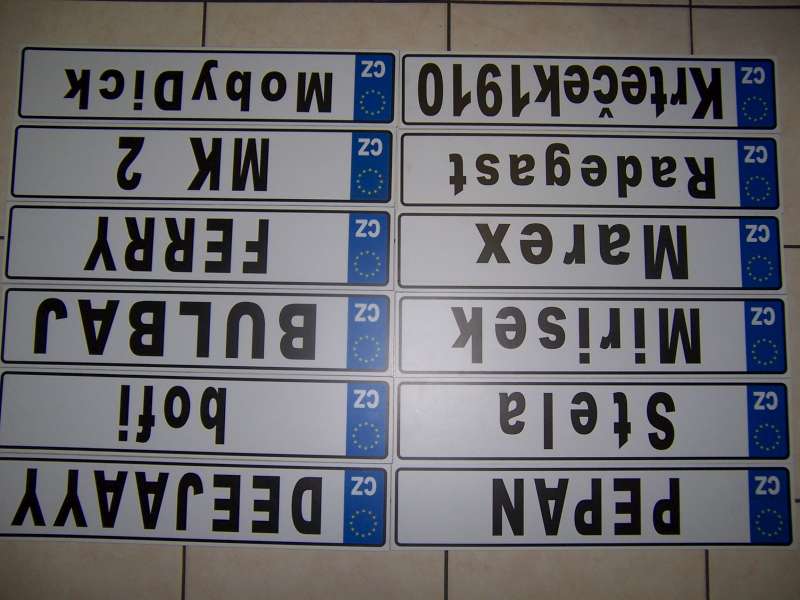 CZ PEPAN
CZ DEEJAAYY
CZ Stela
CZ bofi
CZ Mirisek
CZ BULBAJ
CZ Marex
CZ FERRY
CZ Radegast
CZ MK 2
CZ Krteček1910
CZ MobyDick